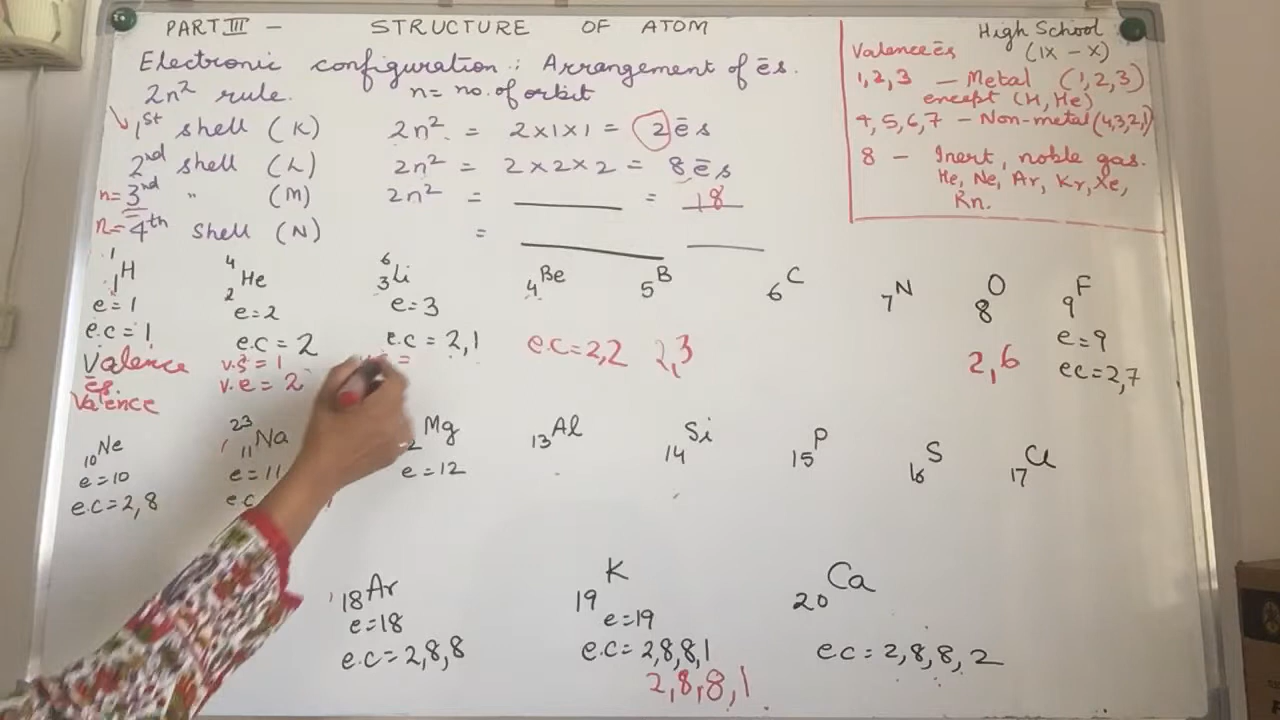 PART III - STRUCTURE OF ATOM
Electronic configuration : Arrangement of ēs.
2n² rule. n = no. of orbit
1st shell (K) 2n² = 2×1×1 = 2ēs
2nd shell (L) 2n² = 2×2×2 = 8ēs
n=3rd " (M) 2n² = ____ = 18
n=4th shell (N) = ____ ____
High School
Valence ēs (IX - X)
1,2,3 - Metal (1,2,3)
except (H, He)
4,5,6,7 - Non-metal (4,3,2,1)
8 - Inert, noble gas.
He, Ne, Ar, Kr, Xe,
Rn.
1 1H
e=1
e.c=1
Valence
ēs.
Valence
4 2He
e=2
e.c=2
v.s=1
v.e=2
6 3Li
e=3
e.c=2,1
=
4Be
e.c=2,2
5B
2,3
6C
7N
8O
2,6
9F
e=9
ec=2,7
10Ne
e=10
e.c=2,8
23 11Na
e=11
e.c
2Mg
e=12
13Al
14Si
15P
16S
17Cl
18Ar
e=18
e.c=2,8,8
19K
e=19
e.c=2,8,8,1
2,8,8,1
20Ca
e.c=2,8,8,2